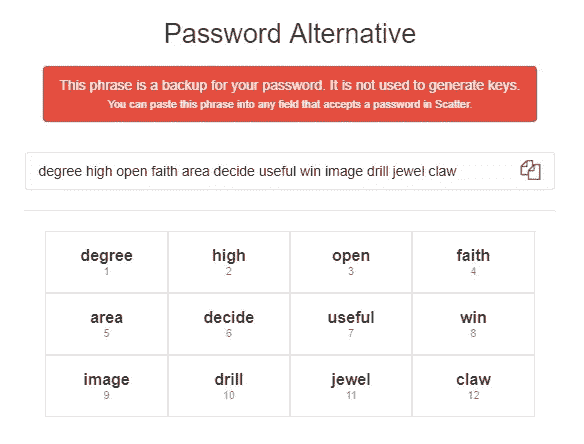 Password Alternative
This phrase is a backup for your password. It is not used to generate keys.
You can paste this phrase into any field that accepts a password in Scatter.
degree high open faith area decide useful win image drill jewel claw
degree high open faith
1 2 3 4
area decide useful win
5 6 7 8
image drill jewel claw
9 10 11 12